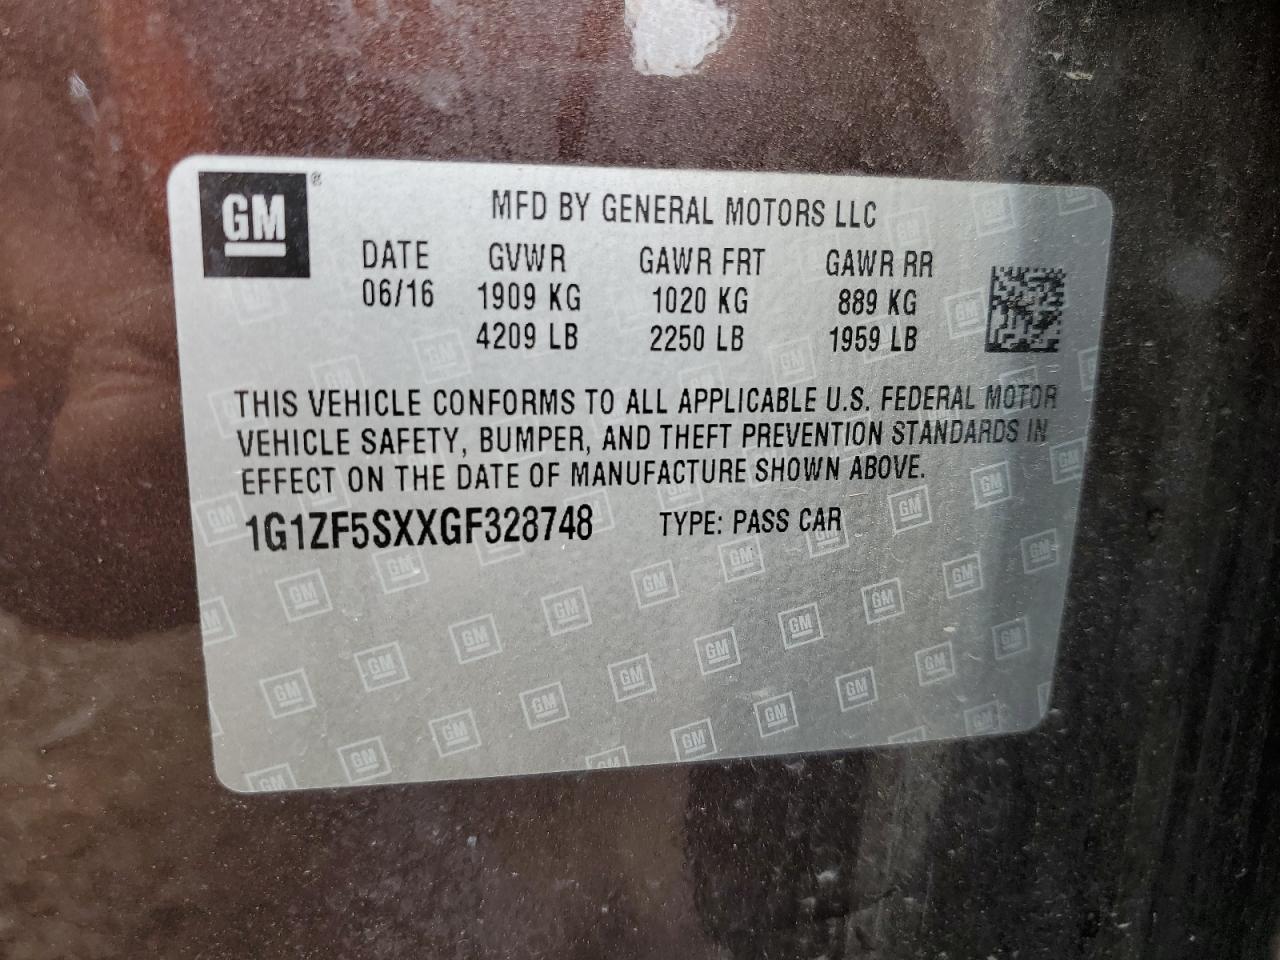 GM®
MFD BY GENERAL MOTORS LLC
DATE GVWR GAWR FRT GAWR RR
06/16 1909 KG 1020 KG 889 KG
4209 LB 2250 LB 1959 LB
THIS VEHICLE CONFORMS TO ALL APPLICABLE U.S. FEDERAL MOTOR
VEHICLE SAFETY, BUMPER, AND THEFT PREVENTION STANDARDS IN
EFFECT ON THE DATE OF MANUFACTURE SHOWN ABOVE.
1G1ZF5SXXGF328748 TYPE: PASS CAR